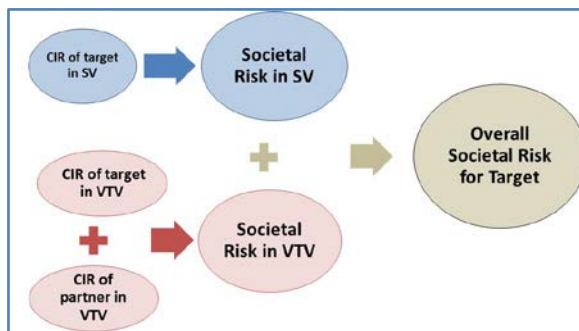 CIR of target
in SV
Societal
Risk in SV
CIR of target
in VTV
CIR of
partner in
VTV
Societal
Risk in VTV
Overall
Societal Risk
for Target